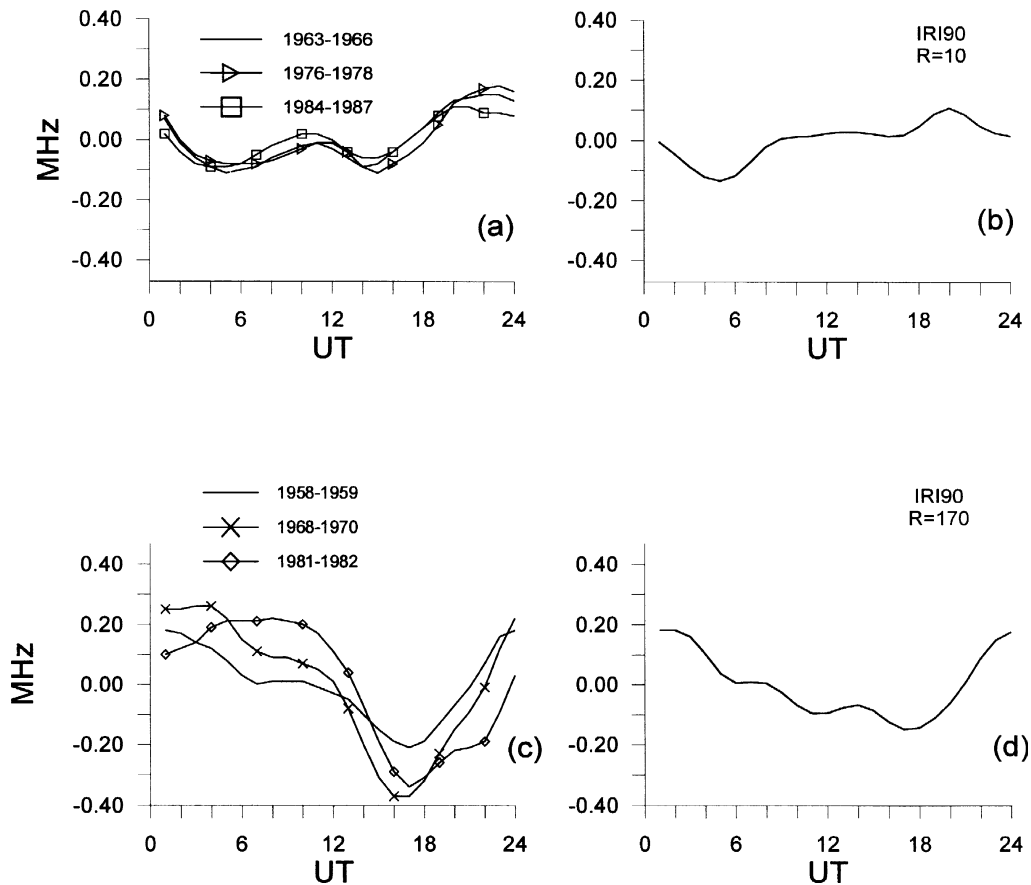 0.40
0.20
0.00
-0.20
-0.40
MHz
1963-1966
1976-1978
1984-1987
(a)
0 6 12 18 24
UT
0.40
0.20
0.00
-0.20
-0.40
IRI90
R=10
(b)
0 6 12 18 24
UT
0.40
0.20
0.00
-0.20
-0.40
MHz
1958-1959
1968-1970
1981-1982
(c)
0 6 12 18 24
UT
0.40
0.20
0.00
-0.20
-0.40
IRI90
R=170
(d)
0 6 12 18 24
UT